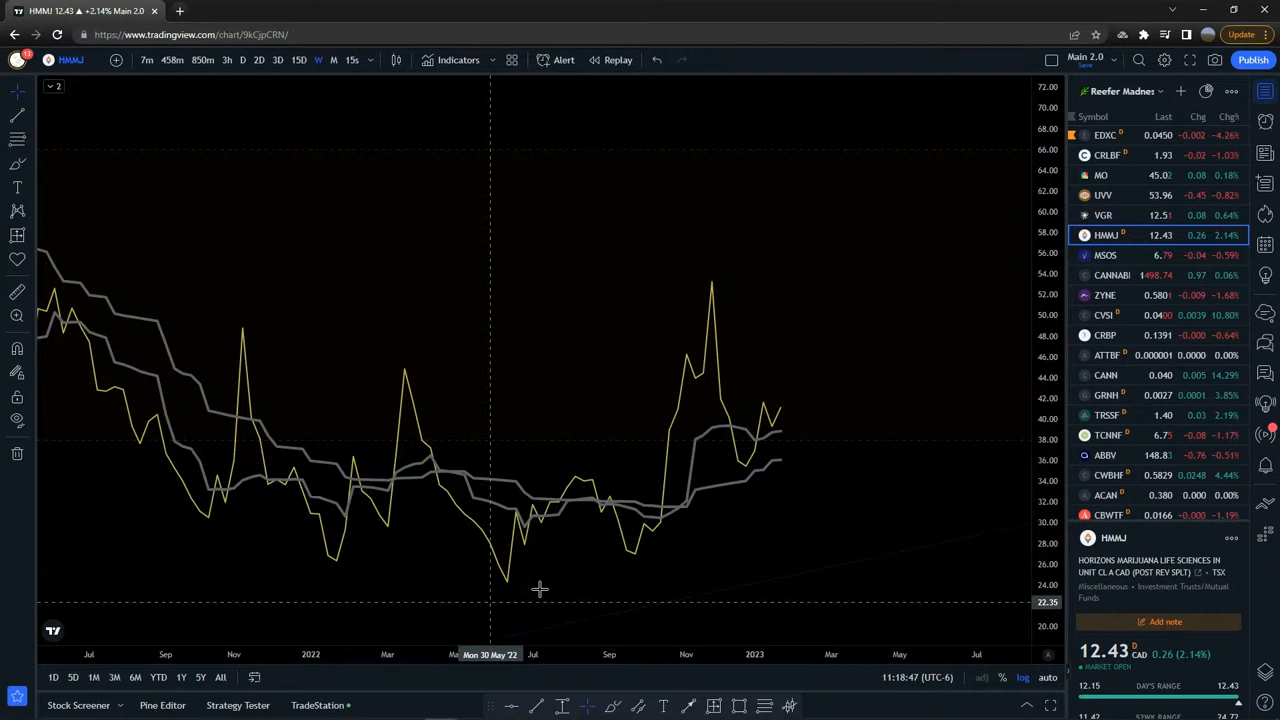 HMMJ 12.43 ▲ +2.14% Main 2.0
https://www.tradingview.com/chart/9kCjpCRN/
Update
13
HMMJ
7m 458m 850m 3h D 2D 3D 15D W M 15s
Indicators
Alert
Replay
Main 2.0
Save
Publish
2
72.00
70.00
68.00
66.00
64.00
62.00
60.00
58.00
56.00
54.00
52.00
50.00
48.00
46.00
44.00
42.00
40.00
38.00
36.00
34.00
32.00
30.00
28.00
26.00
24.00
22.35
20.00
Jul Sep Nov 2022 Mar Mon 30 May '22 Jul Sep Nov 2023 Mar May Jul
A
1D 5D 1M 3M 6M YTD 1Y 5Y All
11:18:47 (UTC-6) adj % log auto
Stock Screener Pine Editor Strategy Tester TradeStation
Reefer Madnes
Symbol Last Chg Chg%
EDXC D 0.0450 -0.002 -4.26%
CRLBF D 1.93 -0.02 -1.03%
MO 45.02 0.08 0.18%
UVV 53.96 -0.45 -0.82%
VGR 12.51 0.08 0.64%
HMMJ D 12.43 0.26 2.14%
MSOS 6.79 -0.04 -0.59%
CANNABI 1498.74 0.97 0.06%
ZYNE 0.5801 -0.009 -1.68%
CVSI D 0.0400 0.0039 10.80%
CRBP 0.1391 -0.000 -0.64%
ATTBF D 0.000001 0.0000 0.00%
CANN 0.040 0.005 14.29%
GRNH D 0.0027 0.0001 3.85%
TRSSF D 1.40 0.03 2.19%
TCNNF D 6.75 -0.08 -1.17%
ABBV 148.83 -0.76 -0.51%
CWBHF D 0.5829 0.0248 4.44%
ACAN D 0.380 0.000 0.00%
CBWTF D 0.0166 -0.000 -1.19%
HMMJ
HORIZONS MARIJUANA LIFE SCIENCES IN
UNIT CL A CAD (POST REV SPLT) • TSX
Miscellaneous • Investment Trusts/Mutual
Funds
Add note
12.43 D CAD 0.26 (2.14%)
MARKET OPEN
12.15 DAY'S RANGE 12.43
11.42 52WK RANGE 24.72